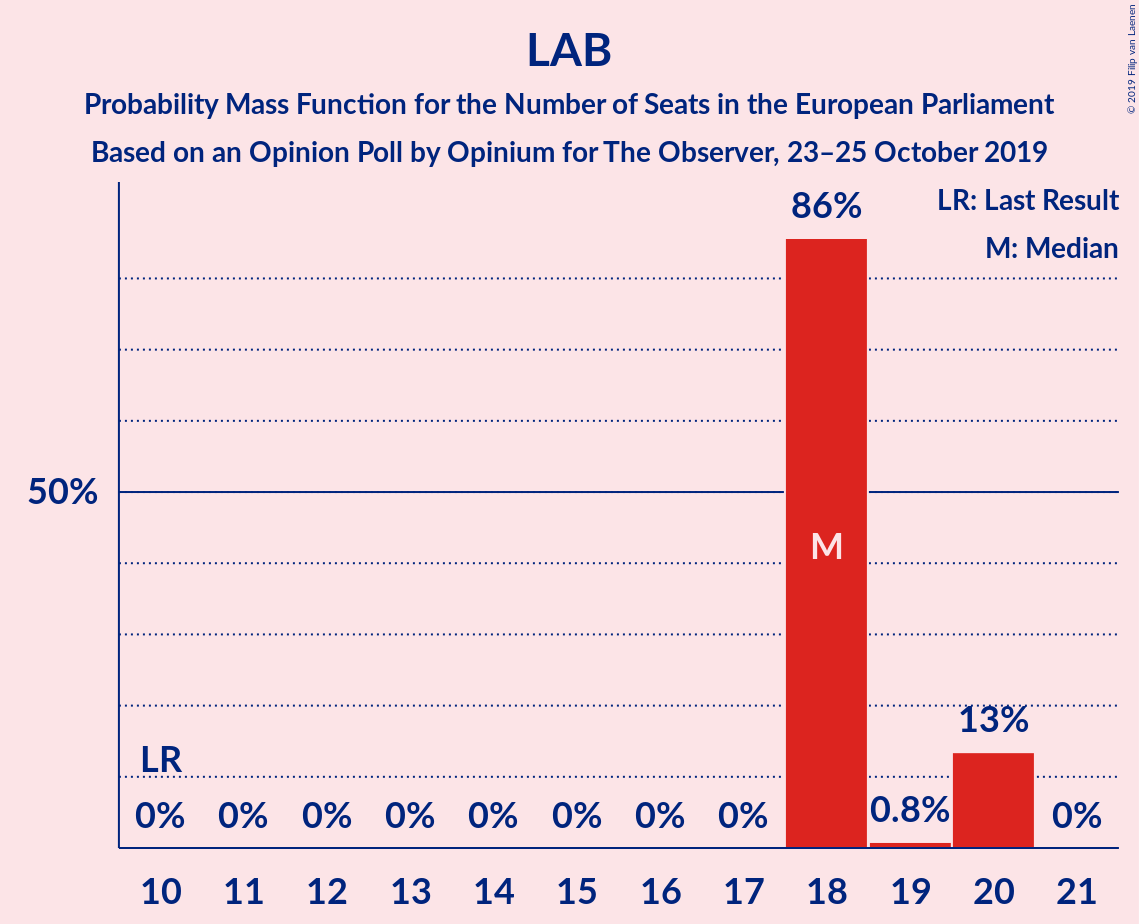 © 2019 Filip van Laenen
LAB
Probability Mass Function for the Number of Seats in the European Parliament
Based on an Opinion Poll by Opinium for The Observer, 23–25 October 2019
LR: Last Result
M: Median
86%
50%
M
13%
LR
0% 0% 0% 0% 0% 0% 0% 0% 0.8% 0%
10 11 12 13 14 15 16 17 18 19 20 21